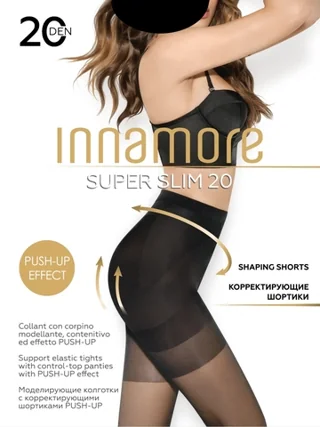 20 DEN
innamore
SUPER SLIM 20
PUSH-UP
EFFECT
SHAPING SHORTS
КОРРЕКТИРУЮЩИЕ
ШОРТИКИ
Collant con corpino
modellante, contenitivo
ed effetto PUSH-UP
Support elastic tights
with control-top panties
with PUSH-UP effect
Моделирующие колготки
с корректирующими
шортиками PUSH-UP